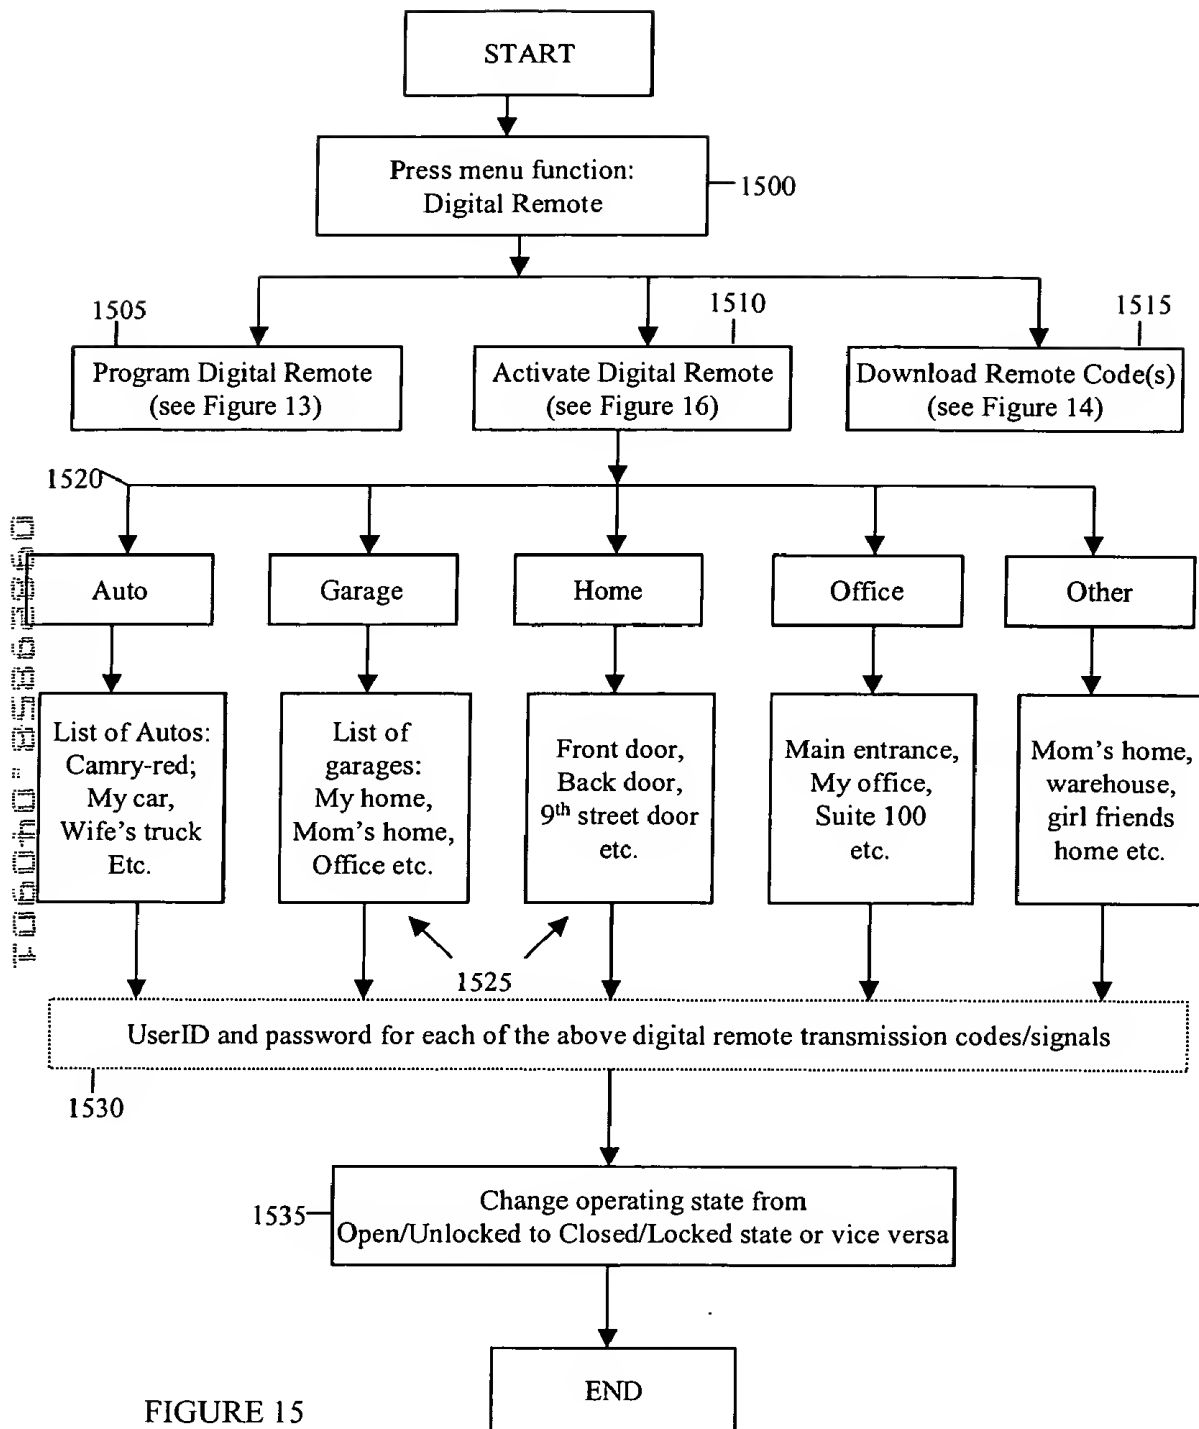 START
Press menu function:
Digital Remote
1500
1505
1510
1515
Program Digital Remote
(see Figure 13)
Activate Digital Remote
(see Figure 16)
Download Remote Code(s)
(see Figure 14)
1520
Auto
Garage
Home
Office
Other
List of Autos:
Camry-red;
My car,
Wife's truck
Etc.
List of
garages:
My home,
Mom's home,
Office etc.
Front door,
Back door,
9th street door
etc.
Main entrance,
My office,
Suite 100
etc.
Mom's home,
warehouse,
girl friends
home etc.
1525
UserID and password for each of the above digital remote transmission codes/signals
1530
1535
Change operating state from
Open/Unlocked to Closed/Locked state or vice versa
END
FIGURE 15